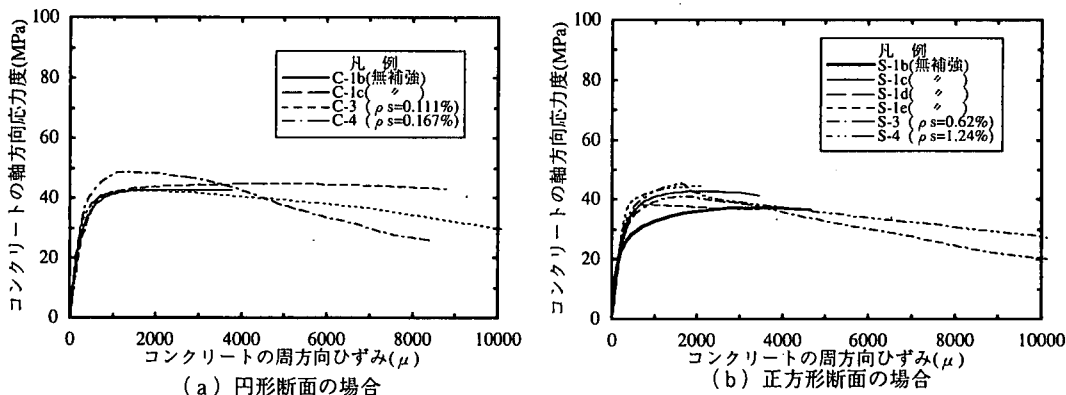 コンクリートの軸方向応力度(MPa)
100
80
60
40
20
0
凡 例
C-1b(無補強)
C-1c( 〃 )
C-3 ( ρs=0.111%)
C-4 ( ρs=0.167%)
0 2000 4000 6000 8000 10000
コンクリートの周方向ひずみ(μ)
(a) 円形断面の場合
コンクリートの軸方向応力度(MPa)
100
80
60
40
20
0
凡 例
S-1b(無補強)
S-1c( 〃 )
S-1d( 〃 )
S-1e( 〃 )
S-3 ( ρs=0.62%)
S-4 ( ρs=1.24%)
0 2000 4000 6000 8000 10000
コンクリートの周方向ひずみ(μ)
(b) 正方形断面の場合